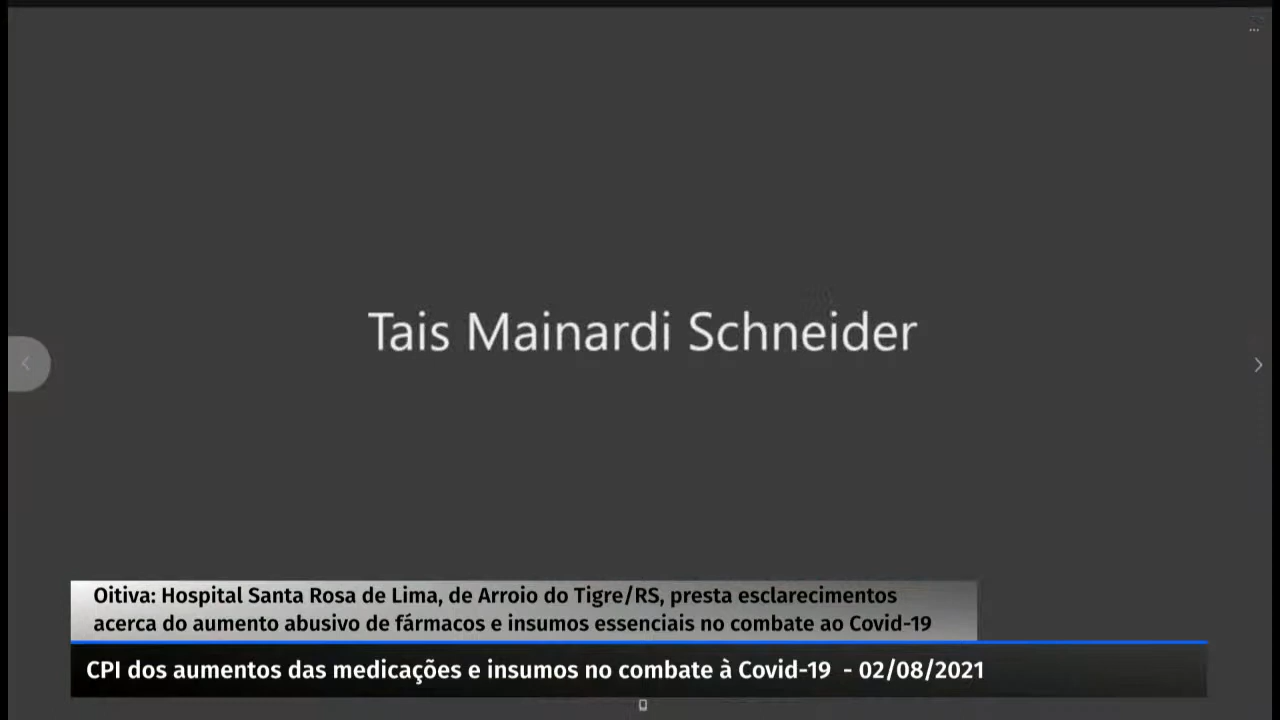 Tais Mainardi Schneider
Oitiva: Hospital Santa Rosa de Lima, de Arroio do Tigre/RS, presta esclarecimentos
acerca do aumento abusivo de fármacos e insumos essenciais no combate ao Covid-19
CPI dos aumentos das medicações e insumos no combate à Covid-19 - 02/08/2021